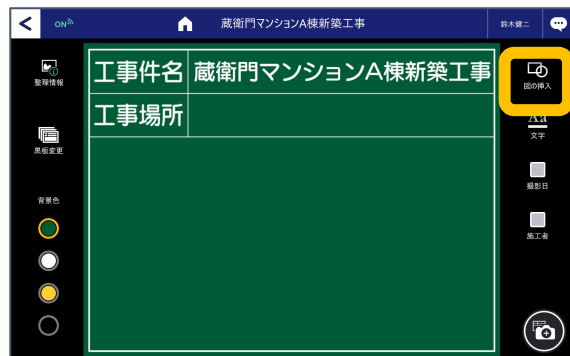 ON
蔵衛門マンションA棟新築工事
鈴木健二
整理情報
黒板変更
背景色
工事件名 蔵衛門マンションA棟新築工事
工事場所
図の挿入
Aa
文字
撮影日
施工者